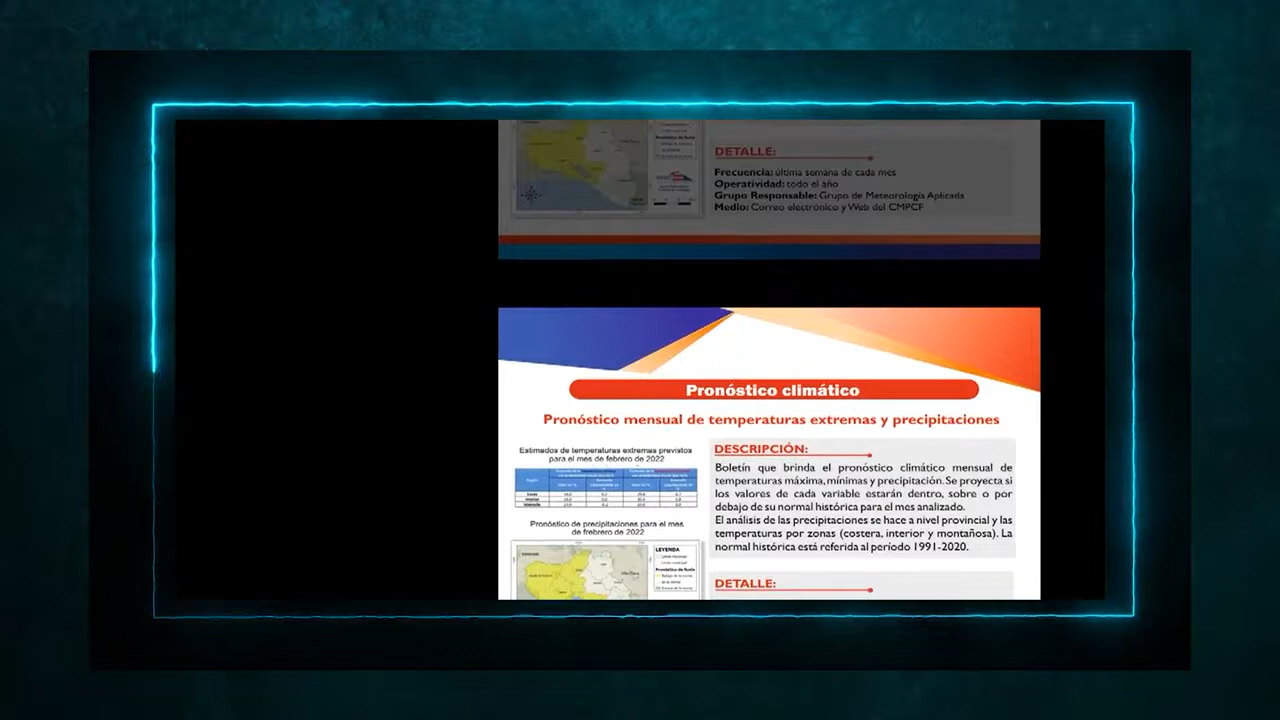 DETALLE:
Frecuencia: última semana de cada mes
Operatividad: todo el año
Grupo Responsable: Grupo de Meteorología Aplicada
Medio: Correo electrónico y Web del CMPCF
Pronóstico climático
Pronóstico mensual de temperaturas extremas y precipitaciones
Estimados de temperaturas extremas previstos
para el mes de febrero de 2022
Pronóstico de precipitaciones para el mes
de frebrero de 2022
LEYENDA
DESCRIPCIÓN:
Boletín que brinda el pronóstico climático mensual de
temperaturas máxima, mínimas y precipitación. Se proyecta si
los valores de cada variable estarán dentro, sobre o por
debajo de su normal histórica para el mes analizado.
El análisis de las precipitaciones se hace a nivel provincial y las
temperaturas por zonas (costera, interior y montañosa). La
normal histórica está referida al período 1991-2020.
DETALLE: